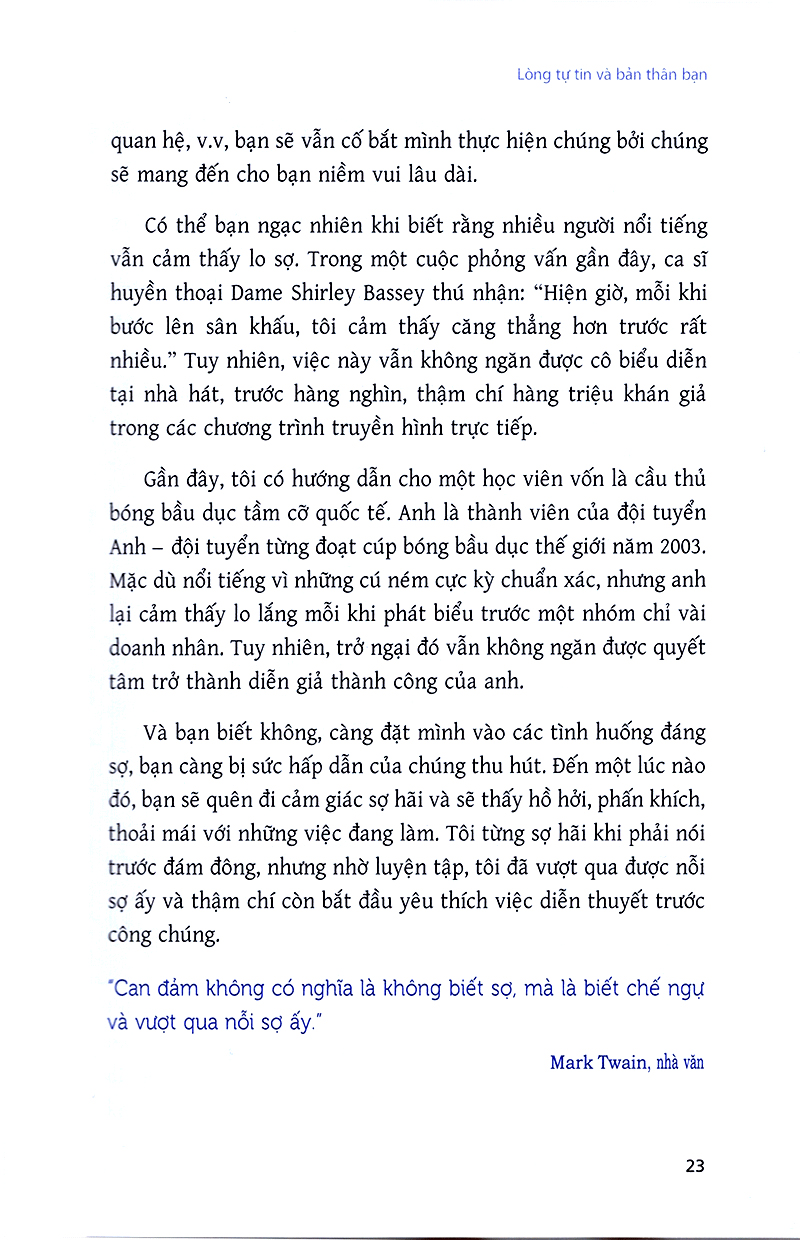 Lòng tự tin và bản thân bạn
quan hệ, v.v, bạn sẽ vẫn cố bắt mình thực hiện chúng bởi chúng
sẽ mang đến cho bạn niềm vui lâu dài.
Có thể bạn ngạc nhiên khi biết rằng nhiều người nổi tiếng
vẫn cảm thấy lo sợ. Trong một cuộc phỏng vấn gần đây, ca sĩ
huyền thoại Dame Shirley Bassey thú nhận: “Hiện giờ, mỗi khi
bước lên sân khấu, tôi cảm thấy căng thẳng hơn trước rất
nhiều.” Tuy nhiên, việc này vẫn không ngăn được cô biểu diễn
tại nhà hát, trước hàng nghìn, thậm chí hàng triệu khán giả
trong các chương trình truyền hình trực tiếp.
Gần đây, tôi có hướng dẫn cho một học viên vốn là cầu thủ
bóng bầu dục tầm cỡ quốc tế. Anh là thành viên của đội tuyển
Anh – đội tuyển từng đoạt cúp bóng bầu dục thế giới năm 2003.
Mặc dù nổi tiếng vì những cú ném cực kỳ chuẩn xác, nhưng anh
lại cảm thấy lo lắng mỗi khi phát biểu trước một nhóm chỉ vài
doanh nhân. Tuy nhiên, trở ngại đó vẫn không ngăn được quyết
tâm trở thành diễn giả thành công của anh.
Và bạn biết không, càng đặt mình vào các tình huống đáng
sợ, bạn càng bị sức hấp dẫn của chúng thu hút. Đến một lúc nào
đó, bạn sẽ quên đi cảm giác sợ hãi và sẽ thấy hồ hởi, phấn khích,
thoải mái với những việc đang làm. Tôi từng sợ hãi khi phải nói
trước đám đông, nhưng nhờ luyện tập, tôi đã vượt qua được nỗi
sợ ấy và thậm chí còn bắt đầu yêu thích việc diễn thuyết trước
công chúng.
"Can đảm không có nghĩa là không biết sợ, mà là biết chế ngự
và vượt qua nỗi sợ ấy."
Mark Twain, nhà văn
23